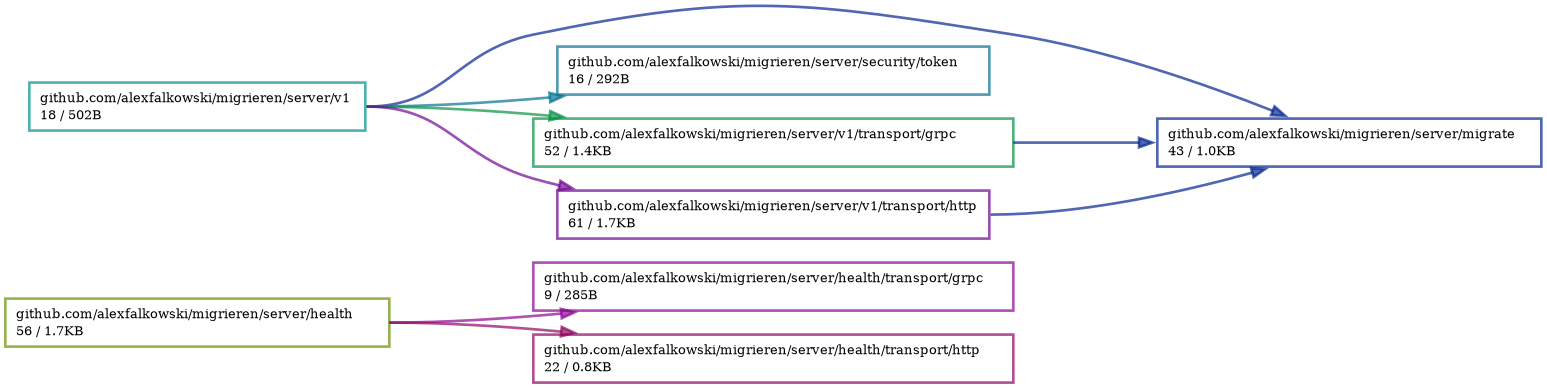 github.com/alexfalkowski/migrieren/server/security/token
16 / 292B
github.com/alexfalkowski/migrieren/server/v1
18 / 502B
github.com/alexfalkowski/migrieren/server/v1/transport/grpc
52 / 1.4KB
github.com/alexfalkowski/migrieren/server/migrate
43 / 1.0KB
github.com/alexfalkowski/migrieren/server/v1/transport/http
61 / 1.7KB
github.com/alexfalkowski/migrieren/server/health/transport/grpc
9 / 285B
github.com/alexfalkowski/migrieren/server/health
56 / 1.7KB
github.com/alexfalkowski/migrieren/server/health/transport/http
22 / 0.8KB